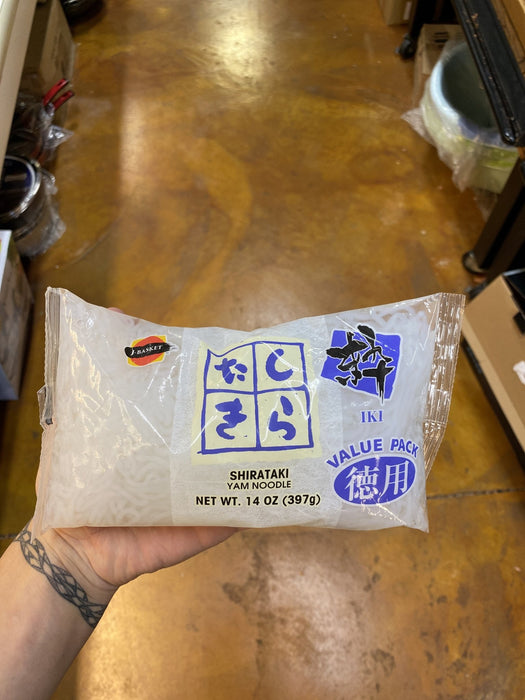 J-BASKET
しらたき
粋
IKI
SHIRATAKI
YAM NOODLE
NET WT. 14 OZ (397g)
VALUE PACK
徳用